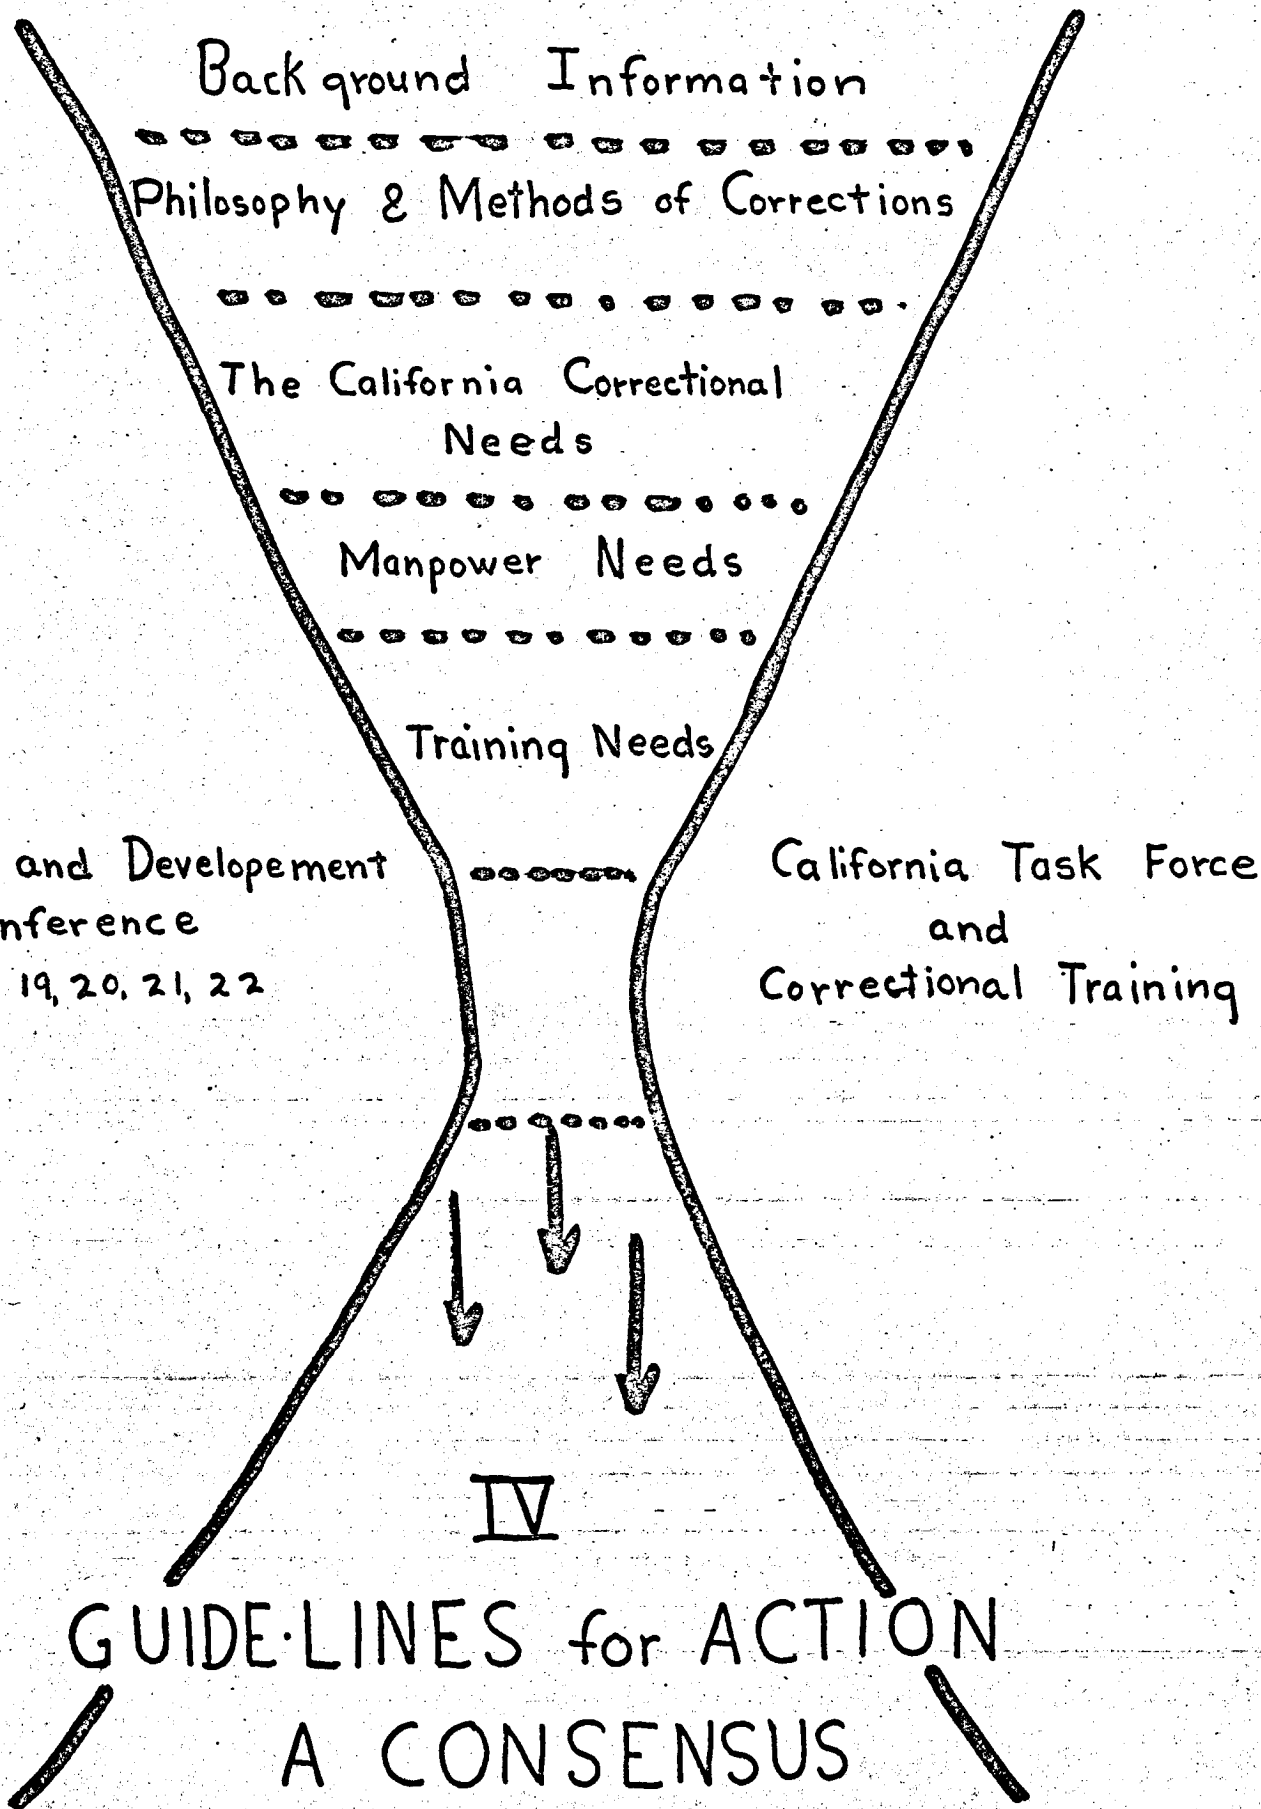 Background Information
Philosophy & Methods of Corrections
The California Correctional
Needs
Manpower Needs
Training Needs
and Developement
nference
19, 20, 21, 22
California Task Force
and
Correctional Training
IV
GUIDE·LINES for ACTION
A CONSENSUS